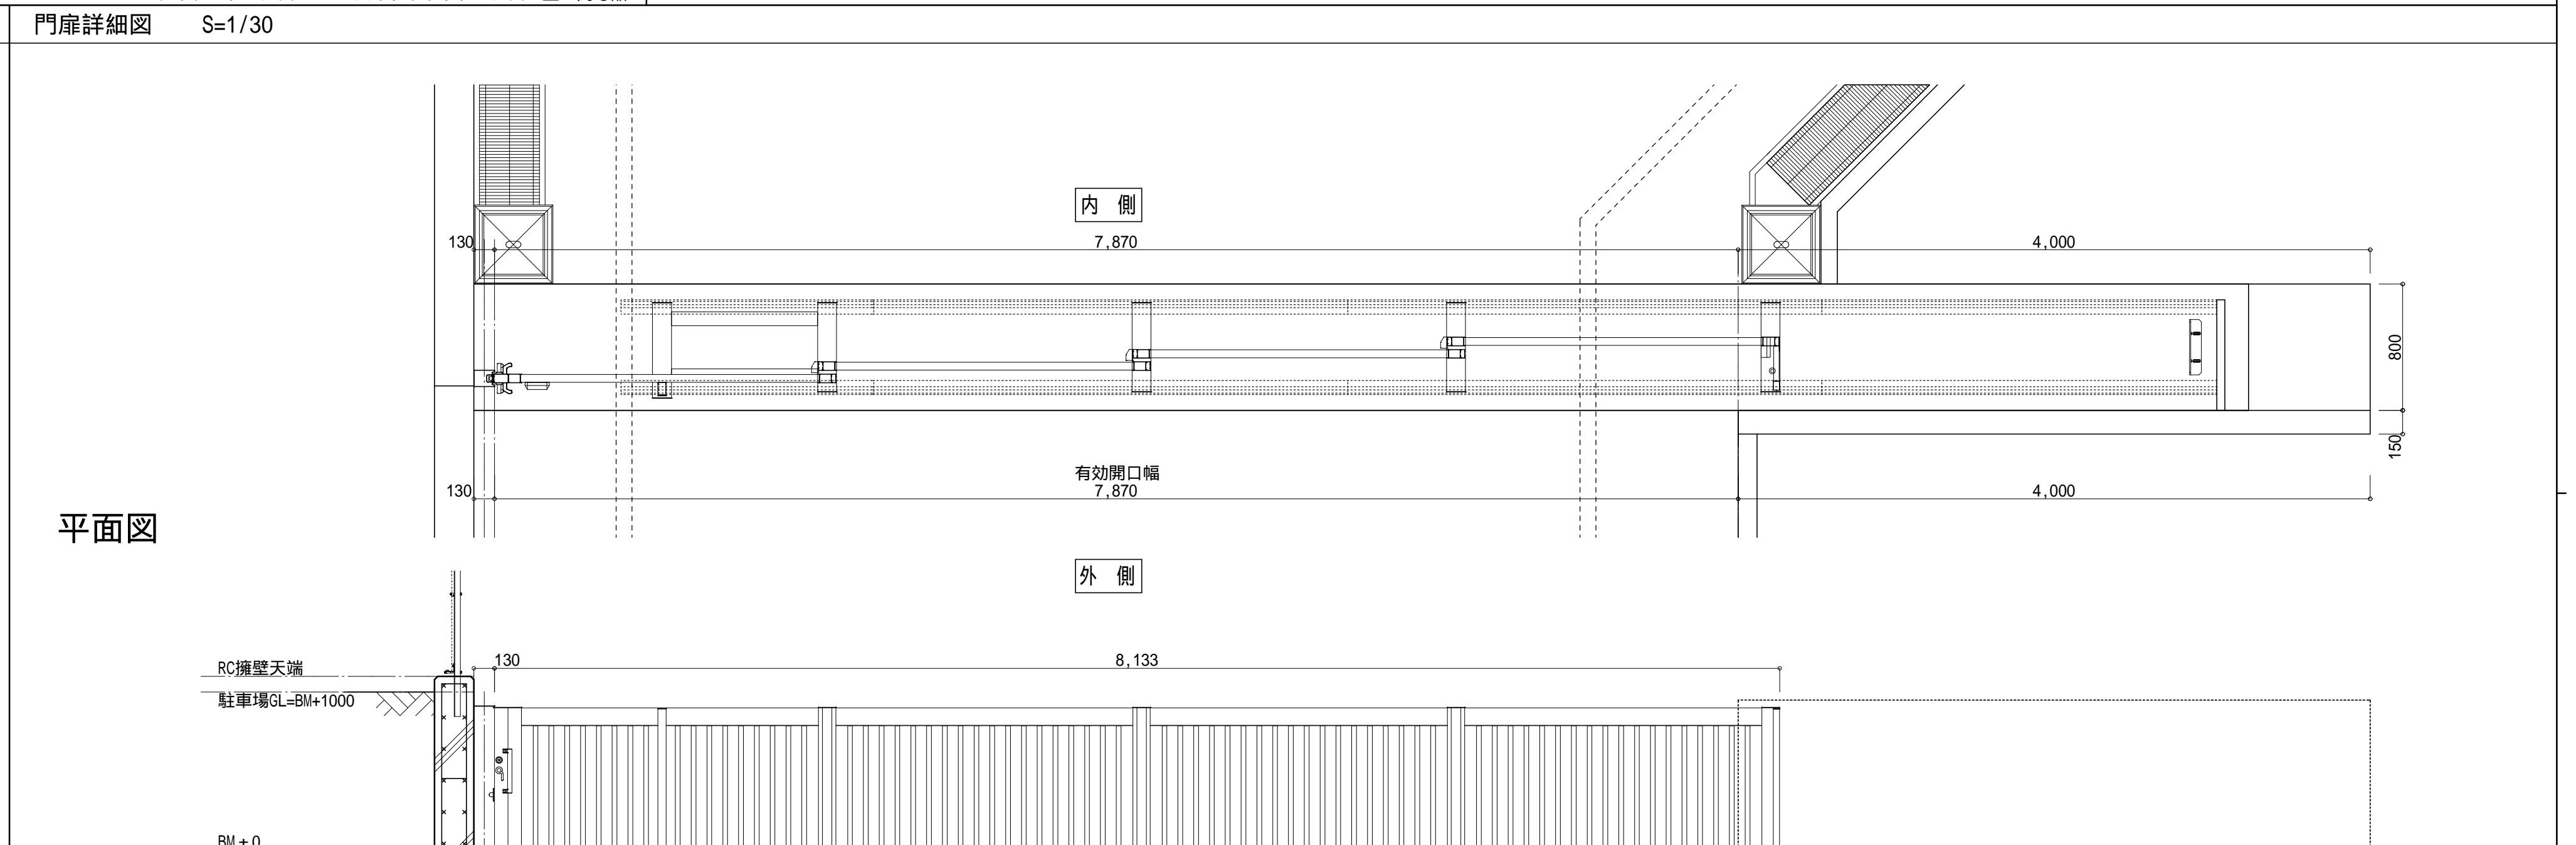 門扉詳細図 S=1/30
内 側
130 7,870 4,000
800
150
有効開口幅
130 7,870 4,000
平面図
外 側
RC擁壁天端
130 8,133
駐車場GL=BM+1000